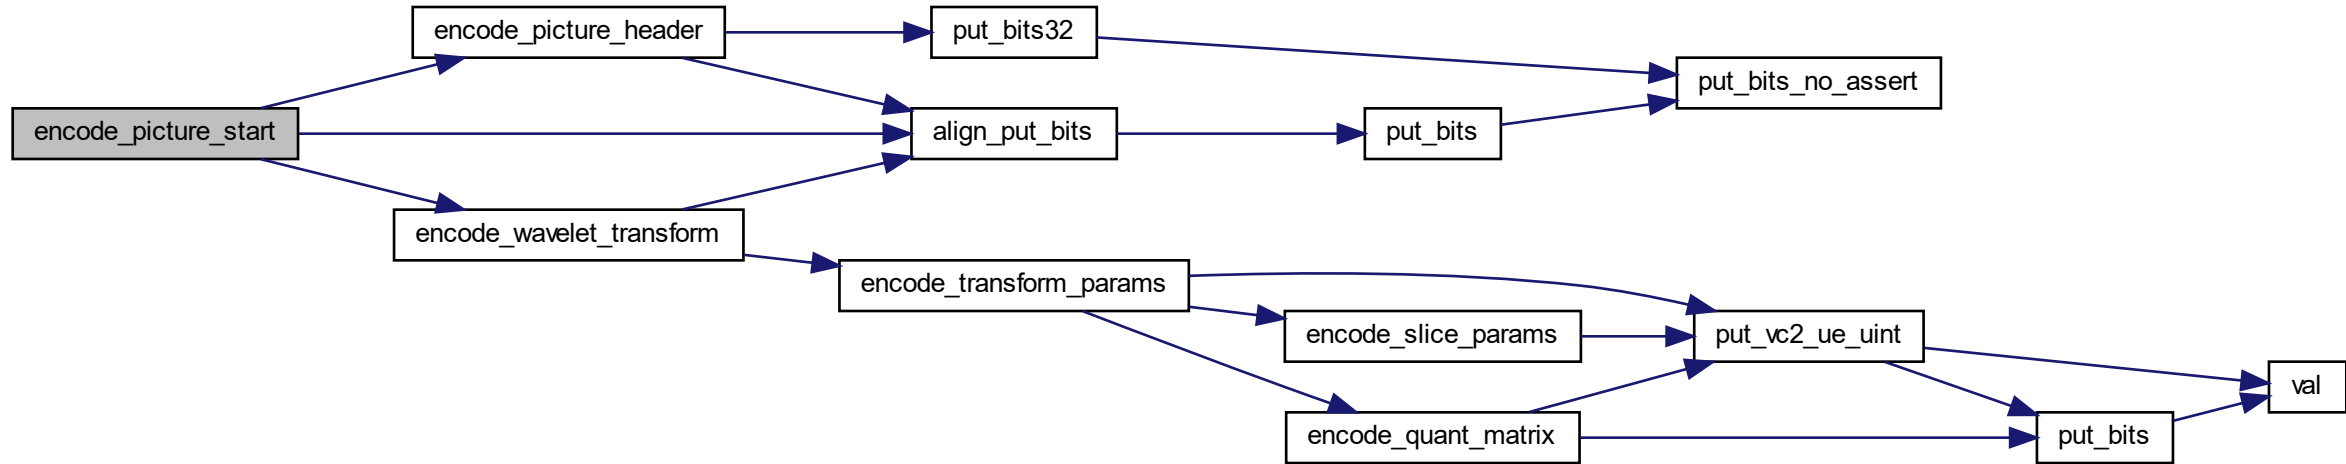 encode_picture_start
encode_picture_header
put_bits32
align_put_bits
put_bits
put_bits_no_assert
encode_wavelet_transform
encode_transform_params
encode_slice_params
put_vc2_ue_uint
encode_quant_matrix
put_bits
val